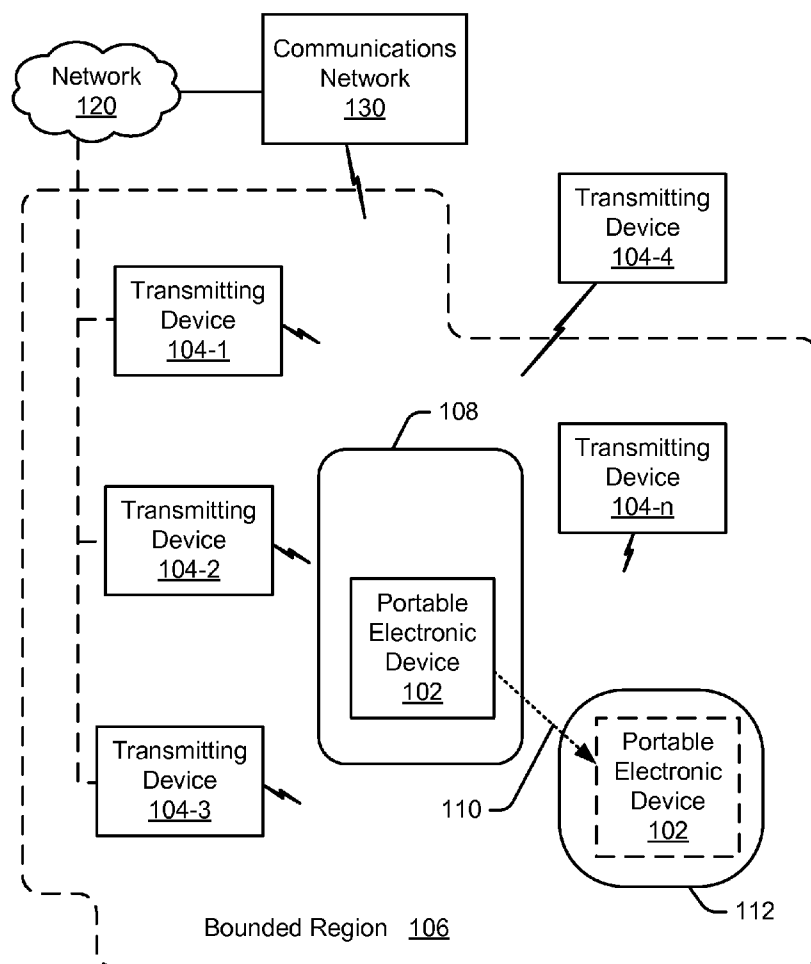 Network
120
Communications
Network
130
Transmitting
Device
104-4
Transmitting
Device
104-1
108
Transmitting
Device
104-n
Transmitting
Device
104-2
Portable
Electronic
Device
102
Transmitting
Device
104-3
110
Portable
Electronic
Device
102
112
Bounded Region 106